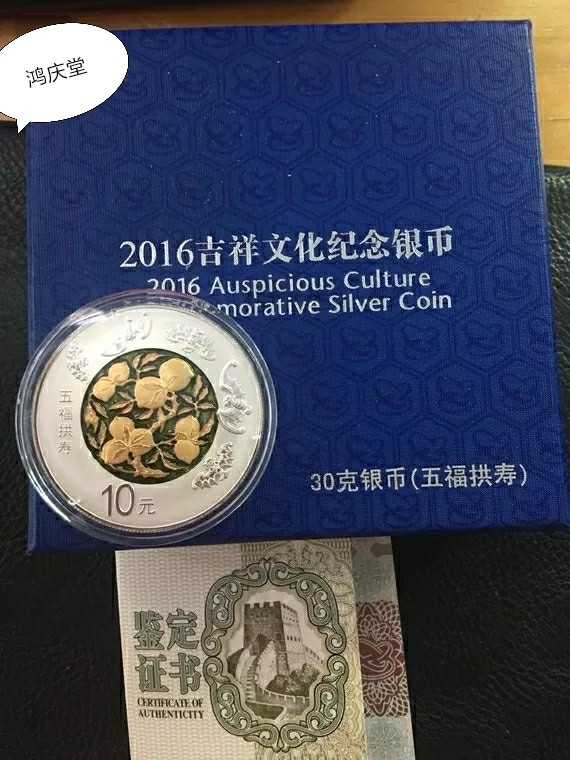 鸿庆堂
2016吉祥文化纪念银币
2016 Auspicious Culture
morative Silver Coin
五福拱寿
10元
30克银币(五福拱寿)
鉴定
证书
CERTIFICATE OF
AUTHENTICITY